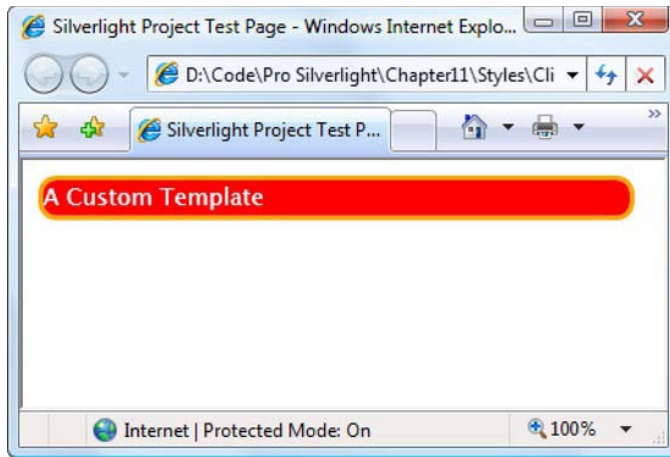 Silverlight Project Test Page - Windows Internet Explo...
D:\Code\Pro Silverlight\Chapter11\Styles\Cli
Silverlight Project Test P...
A Custom Template
Internet | Protected Mode: On
100%